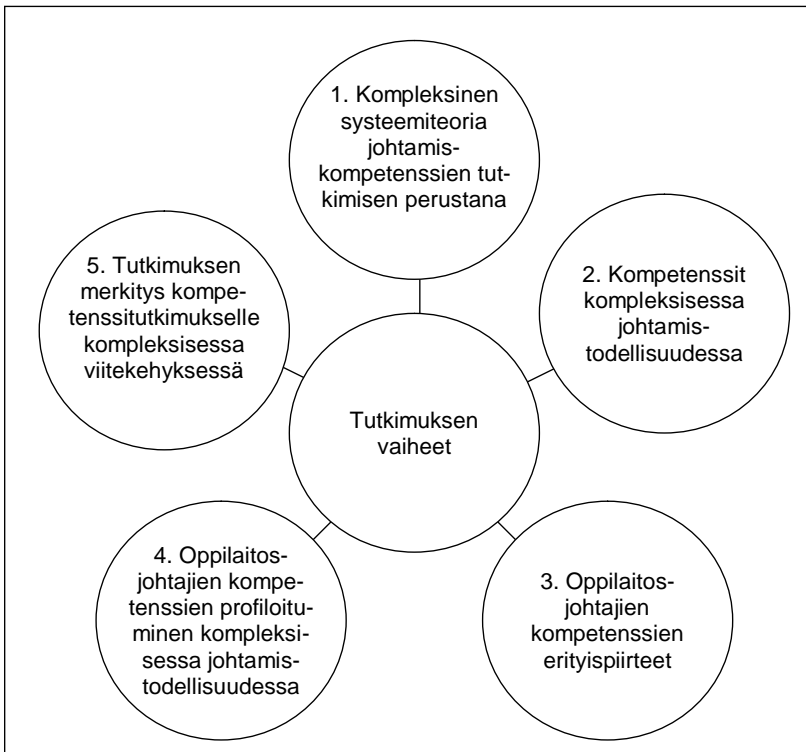 1. Kompleksinen
systeemiteoria
johtamis-
kompetenssien tut-
kimisen perustana
2. Kompetenssit
kompleksisessa
johtamis-
todellisuudessa
3. Oppilaitos-
johtajien
kompetenssien
erityispiirteet
4. Oppilaitos-
johtajien kompe-
tenssien profiloitu-
minen kompleksi-
sessa johtamis-
todellisuudessa
5. Tutkimuksen
merkitys kompe-
tenssitutkimukselle
kompleksisessa
viitekehyksessä
Tutkimuksen
vaiheet